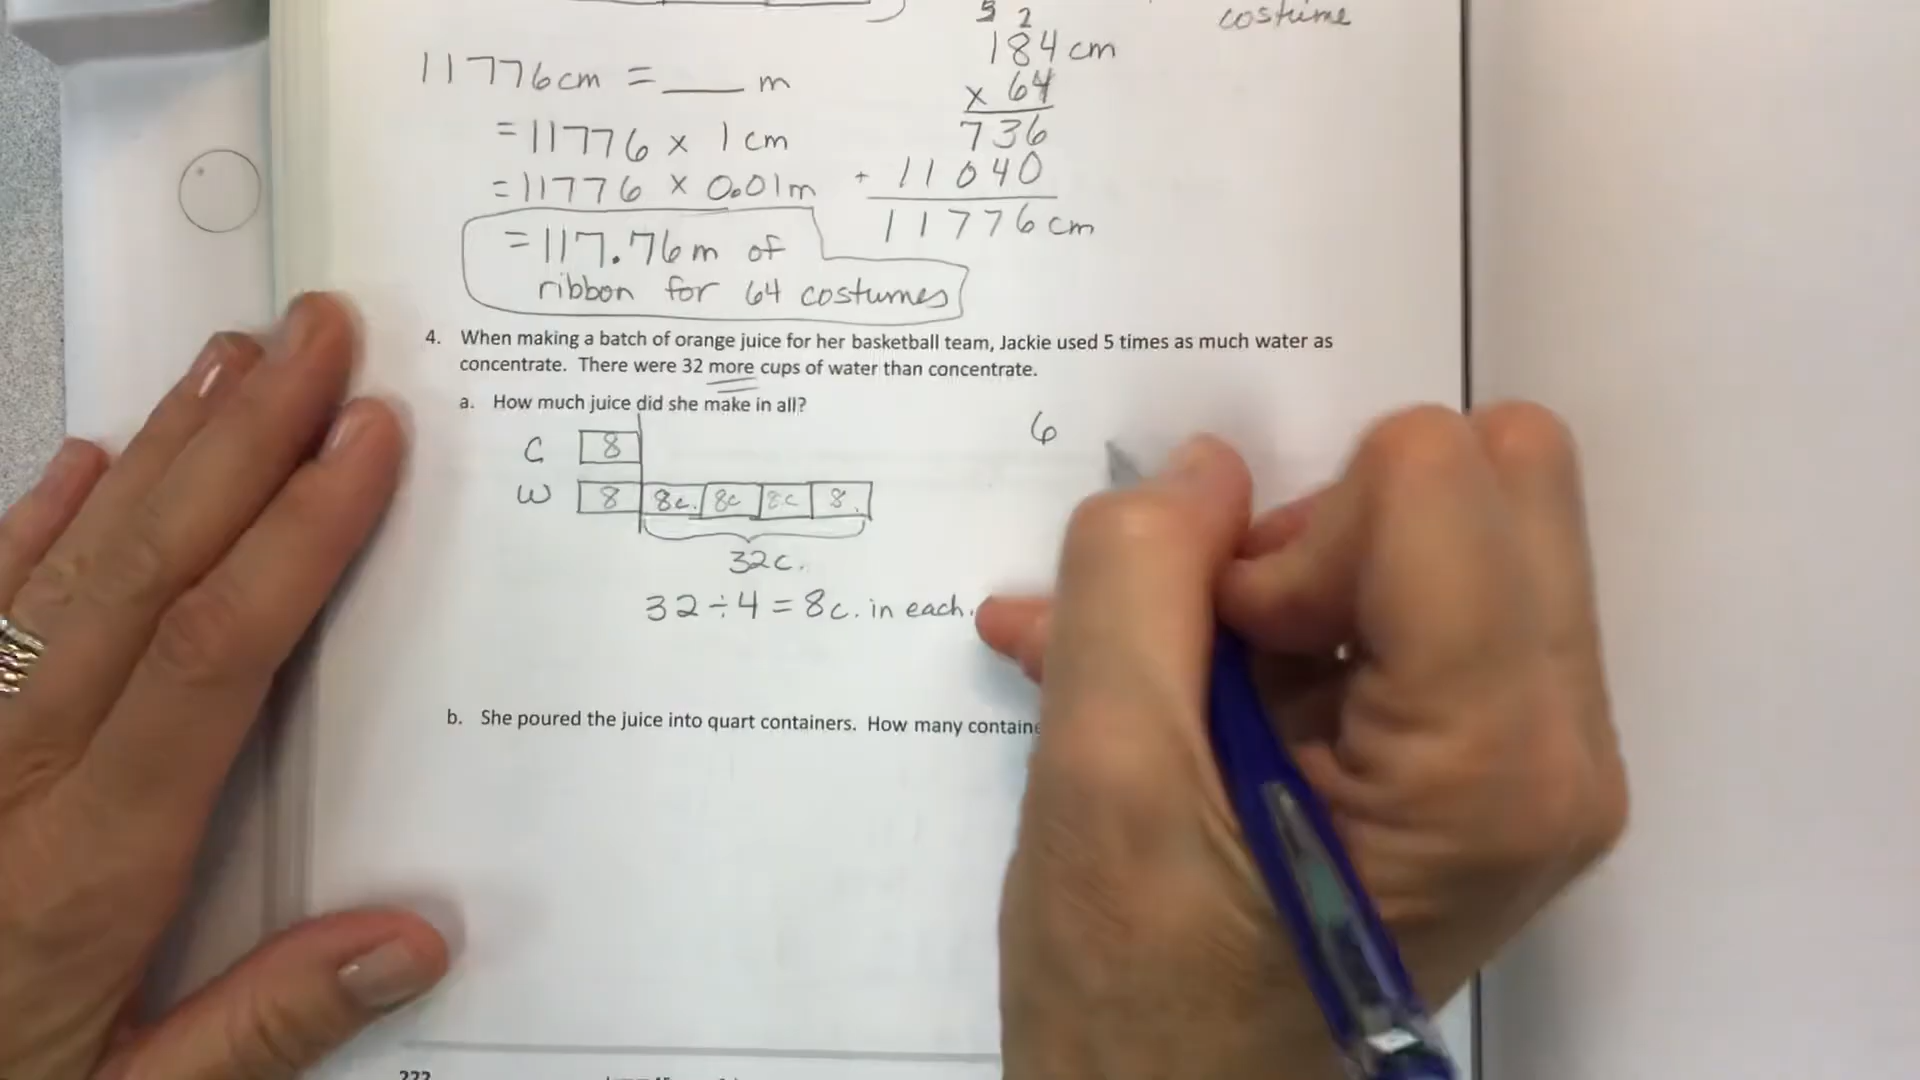 costume
5 2
184 cm
x 64
736
+ 11040
11776 cm
11776 cm = ___ m
= 11776 x 1 cm
= 11776 x 0.01 m
= 117.76 m of
ribbon for 64 costumes
4. When making a batch of orange juice for her basketball team, Jackie used 5 times as much water as
concentrate. There were 32 more cups of water than concentrate.
a. How much juice did she make in all?
6
C 8
W 8 8c. 8c 8c 8.
32c.
32 ÷ 4 = 8c. in each.
b. She poured the juice into quart containers. How many